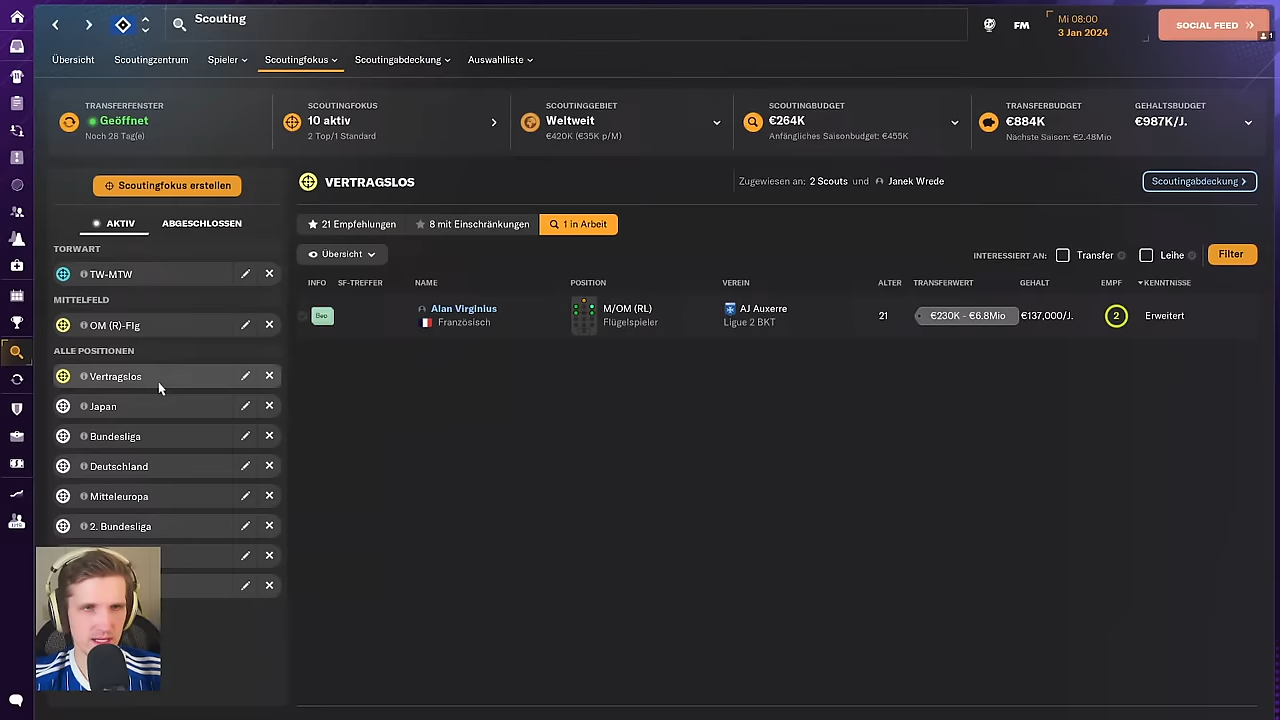 Scouting
FM
Mi 08:00
3 Jan 2024
SOCIAL FEED
1
Übersicht
Scoutingzentrum
Spieler
Scoutingfokus
Scoutingabdeckung
Auswahlliste
TRANSFERFENSTER
Geöffnet
Noch 28 Tag(e)
SCOUTINGFOKUS
10 aktiv
2 Top/1 Standard
SCOUTINGGEBIET
Weltweit
€420K (€35K p/M)
SCOUTINGBUDGET
€264K
Anfängliches Saisonbudget: €455K
TRANSFERBUDGET
€884K
Nächste Saison: €2.48Mio
GEHALTSBUDGET
€987K/J.
Scoutingfokus erstellen
VERTRAGSLOS
Zugewiesen an: 2 Scouts und Janek Wrede
Scoutingabdeckung
AKTIV
ABGESCHLOSSEN
21 Empfehlungen
8 mit Einschränkungen
1 in Arbeit
TORWART
Übersicht
INTERESSIERT AN:
Transfer
Leihe
Filter
TW-MTW
INFO
SF-TREFFER
NAME
POSITION
VEREIN
ALTER
TRANSFERWERT
GEHALT
EMPF
KENNTNISSE
MITTELFELD
Beo
Alan Virginius
Französisch
M/OM (RL)
Flügelspieler
AJ Auxerre
Ligue 2 BKT
21
€230K - €6.8Mio
€137,000/J.
2
Erweitert
OM (R)-Flg
ALLE POSITIONEN
Vertragslos
Japan
Bundesliga
Deutschland
Mitteleuropa
2. Bundesliga